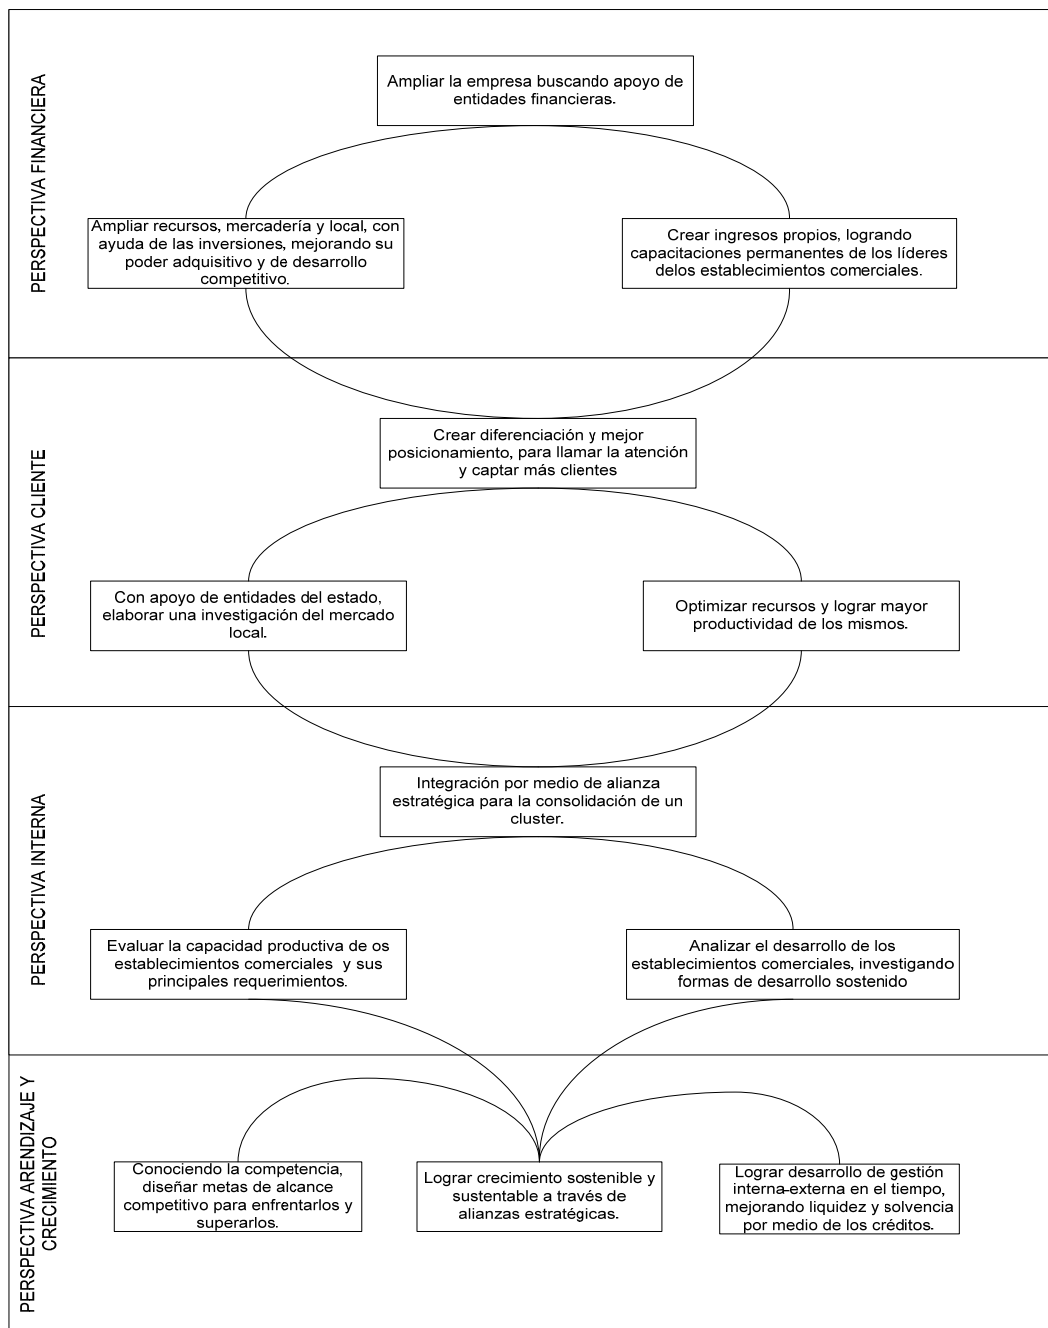 PERSPECTIVA FINANCIERA
Ampliar la empresa buscando apoyo de
entidades financieras.
Ampliar recursos, mercadería y local, con
ayuda de las inversiones, mejorando su
poder adquisitivo y de desarrollo
competitivo.
Crear ingresos propios, logrando
capacitaciones permanentes de los líderes
delos establecimientos comerciales.
PERSPECTIVA CLIENTE
Crear diferenciación y mejor
posicionamiento, para llamar la atención
y captar más clientes
Con apoyo de entidades del estado,
elaborar una investigación del mercado
local.
Optimizar recursos y lograr mayor
productividad de los mismos.
PERSPECTIVA INTERNA
Integración por medio de alianza
estratégica para la consolidación de un
cluster.
Evaluar la capacidad productiva de os
establecimientos comerciales y sus
principales requerimientos.
Analizar el desarrollo de los
establecimientos comerciales, investigando
formas de desarrollo sostenido
PERSPECTIVA ARENDIZAJE Y
CRECIMIENTO
Conociendo la competencia,
diseñar metas de alcance
competitivo para enfrentarlos y
superarlos.
Lograr crecimiento sostenible y
sustentable a través de
alianzas estratégicas.
Lograr desarrollo de gestión
interna-externa en el tiempo,
mejorando liquidez y solvencia
por medio de los créditos.